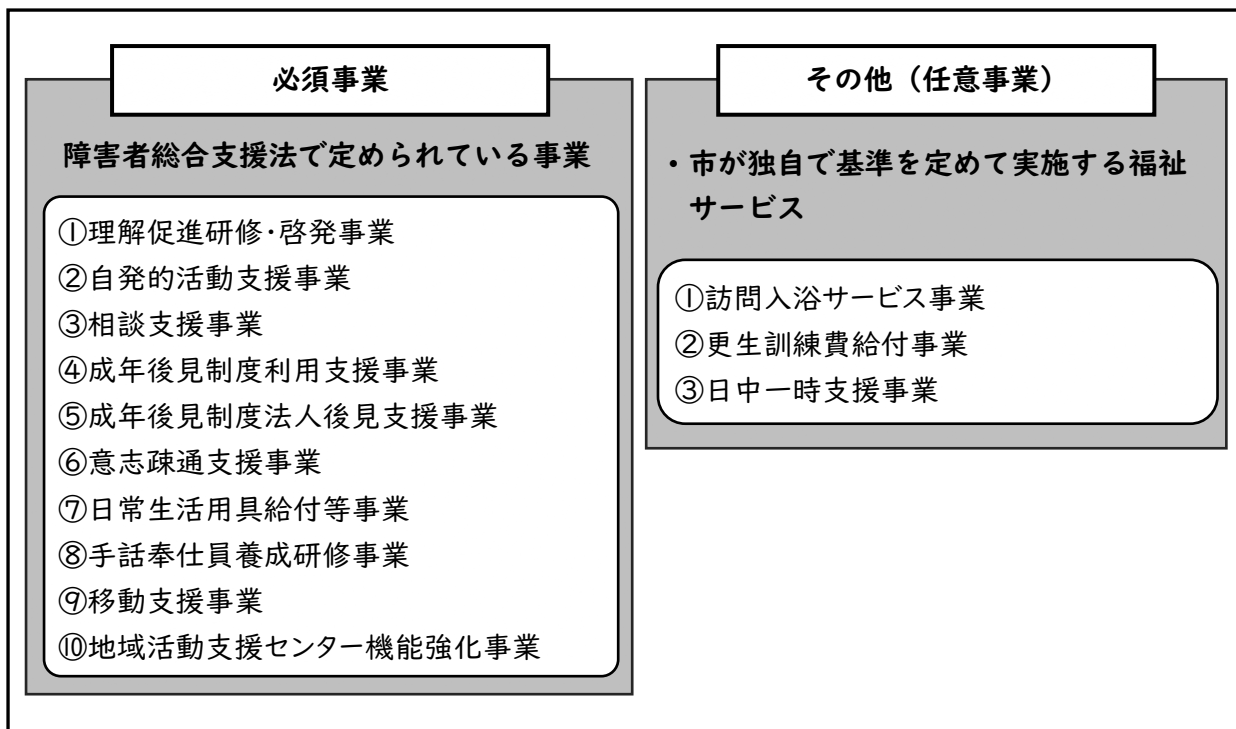 必須事業
障害者総合支援法で定められている事業
①理解促進研修・啓発事業
②自発的活動支援事業
③相談支援事業
④成年後見制度利用支援事業
⑤成年後見制度法人後見支援事業
⑥意志疎通支援事業
⑦日常生活用具給付等事業
⑧手話奉仕員養成研修事業
⑨移動支援事業
⑩地域活動支援センター機能強化事業
その他（任意事業）
・市が独自で基準を定めて実施する福祉
サービス
①訪問入浴サービス事業
②更生訓練費給付事業
③日中一時支援事業